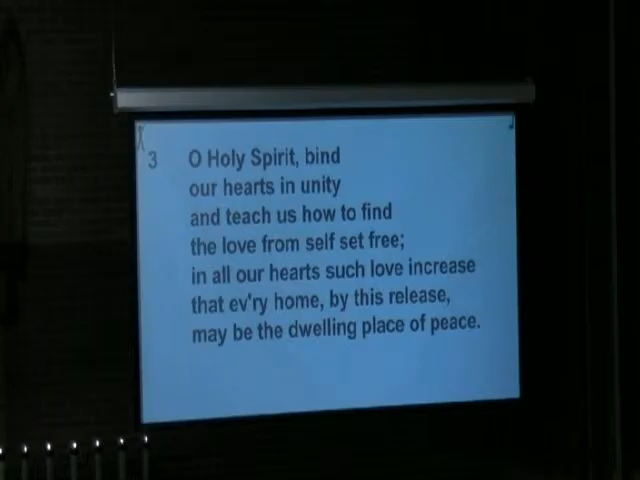 3 O Holy Spirit, bind
our hearts in unity
and teach us how to find
the love from self set free;
in all our hearts such love increase
that ev'ry home, by this release,
may be the dwelling place of peace.